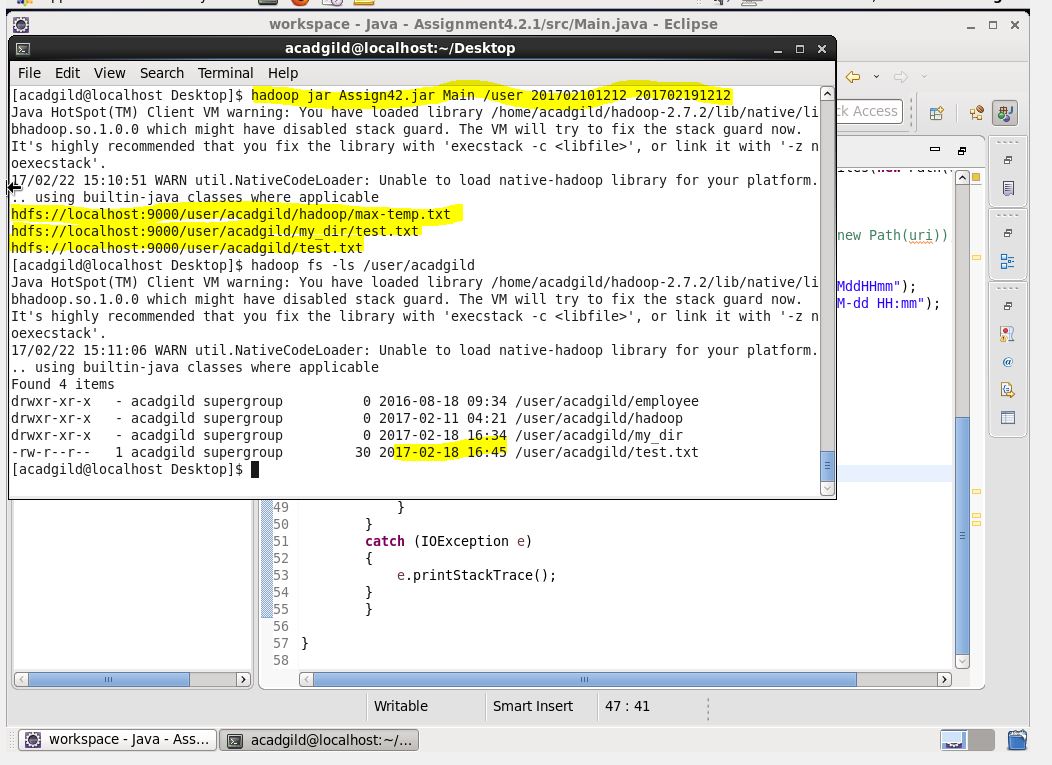 workspace - Java - Assignment4.2.1/src/Main.java - Eclipse
acadgild@localhost:~/Desktop
File Edit View Search Terminal Help
[acadgild@localhost Desktop]$ hadoop jar Assign42.jar Main /user 201702101212 201702191212
Java HotSpot(TM) Client VM warning: You have loaded library /home/acadgild/hadoop-2.7.2/lib/native/li
bhadoop.so.1.0.0 which might have disabled stack guard. The VM will try to fix the stack guard now.
It's highly recommended that you fix the library with 'execstack -c <libfile>', or link it with '-z n
oexecstack'.
17/02/22 15:10:51 WARN util.NativeCodeLoader: Unable to load native-hadoop library for your platform.
.. using builtin-java classes where applicable
hdfs://localhost:9000/user/acadgild/hadoop/max-temp.txt
hdfs://localhost:9000/user/acadgild/my_dir/test.txt
hdfs://localhost:9000/user/acadgild/test.txt
[acadgild@localhost Desktop]$ hadoop fs -ls /user/acadgild
Java HotSpot(TM) Client VM warning: You have loaded library /home/acadgild/hadoop-2.7.2/lib/native/li
bhadoop.so.1.0.0 which might have disabled stack guard. The VM will try to fix the stack guard now.
It's highly recommended that you fix the library with 'execstack -c <libfile>', or link it with '-z n
oexecstack'.
17/02/22 15:11:06 WARN util.NativeCodeLoader: Unable to load native-hadoop library for your platform.
.. using builtin-java classes where applicable
Found 4 items
drwxr-xr-x - acadgild supergroup 0 2016-08-18 09:34 /user/acadgild/employee
drwxr-xr-x - acadgild supergroup 0 2017-02-11 04:21 /user/acadgild/hadoop
drwxr-xr-x - acadgild supergroup 0 2017-02-18 16:34 /user/acadgild/my_dir
-rw-r--r-- 1 acadgild supergroup 30 2017-02-18 16:45 /user/acadgild/test.txt
[acadgild@localhost Desktop]$
ck Access
new Path(uri))
MddHHmm");
M-dd HH:mm");
49 }
50 }
51 catch (IOException e)
52 {
53 e.printStackTrace();
54 }
55 }
56
57 }
58
Writable Smart Insert 47 : 41
workspace - Java - Ass... acadgild@localhost:~/...